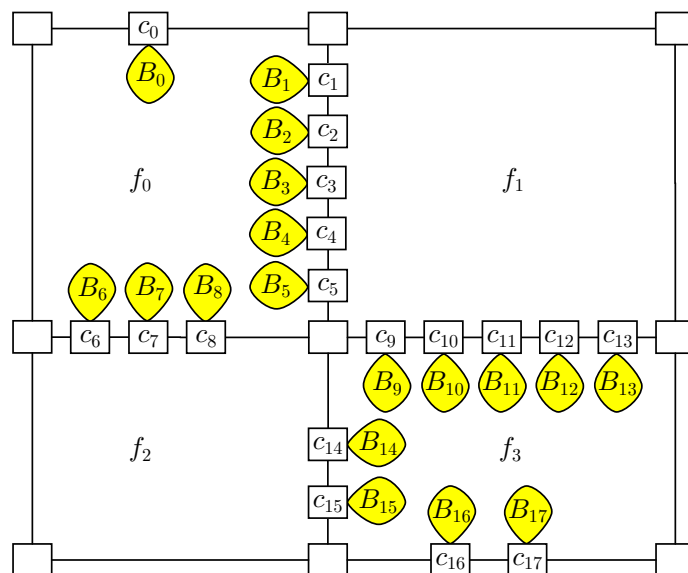 c₀
B₀
B₁ c₁
B₂ c₂
f₀ B₃ c₃ f₁
B₄ c₄
B₆ B₇ B₈ B₅ c₅
c₆ c₇ c₈ c₉ c₁₀ c₁₁ c₁₂ c₁₃
B₉ B₁₀ B₁₁ B₁₂ B₁₃
f₂ c₁₄ B₁₄ f₃
c₁₅ B₁₅ B₁₆ B₁₇
c₁₆ c₁₇